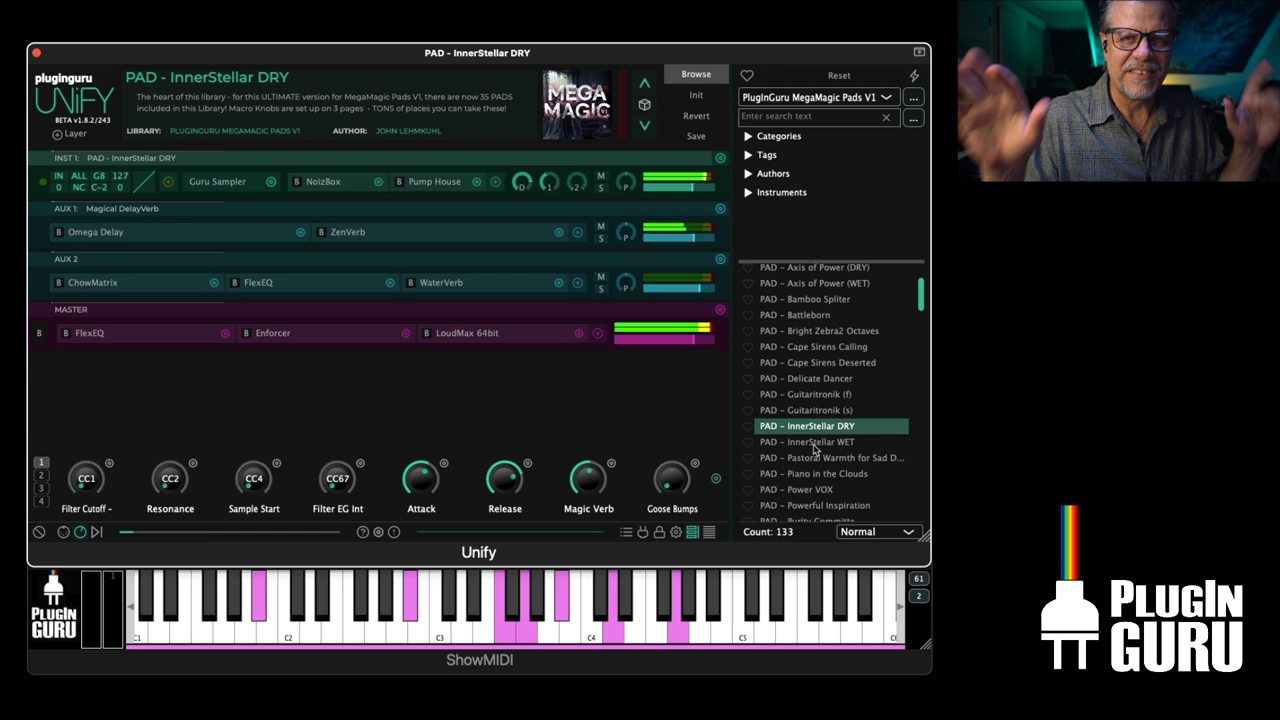 PAD - InnerStellar DRY
pluginguru
UNIFY
BETA v1.8.2/243
Layer
PAD - InnerStellar DRY
The heart of this library - for this ULTIMATE version for MegaMagic Pads V1, there are now 35 PADS
included in this Library! Macro Knobs are set up on 3 pages - TONS of places you can take these!
LIBRARY: PLUGINGURU MEGAMAGIC PADS V1 AUTHOR: JOHN LEHMKUHL
MEGA
MAGIC
Browse
Init
Revert
Save
Reset
PlugInGuru MegaMagic Pads V1
...
Enter search text
...
Categories
Tags
Authors
Instruments
INST 1: PAD - InnerStellar DRY
IN ALL G8 127
0 NC C-2 0
Guru Sampler
B NoizBox
B Pump House
D 1 2
M
S
P
AUX 1: Magical DelayVerb
B Omega Delay
B ZenVerb
M
S
P
AUX 2
B ChowMatrix
B FlexEQ
B WaterVerb
M
S
P
MASTER
B
B FlexEQ
B Enforcer
B LoudMax 64bit
PAD - Axis of Power (DRY)
PAD - Axis of Power (WET)
PAD - Bamboo Spliter
PAD - Battleborn
PAD - Bright Zebra2 Octaves
PAD - Cape Sirens Calling
PAD - Cape Sirens Deserted
PAD - Delicate Dancer
PAD - Guitaritronik (f)
PAD - Guitaritronik (s)
PAD - InnerStellar DRY
PAD - InnerStellar WET
PAD - Pastoral Warmth for Sad D...
PAD - Piano in the Clouds
PAD - Power VOX
PAD - Powerful Inspiration
Count: 133
Normal
1
2
3
4
CC1
CC2
CC4
CC67
Filter Cutoff -
Resonance
Sample Start
Filter EG Int
Attack
Release
Magic Verb
Goose Bumps
Unify
PLUGIN
GURU
1
C1
C2
C3
C4
C5
61
2
ShowMIDI
PLUGIN
GURU